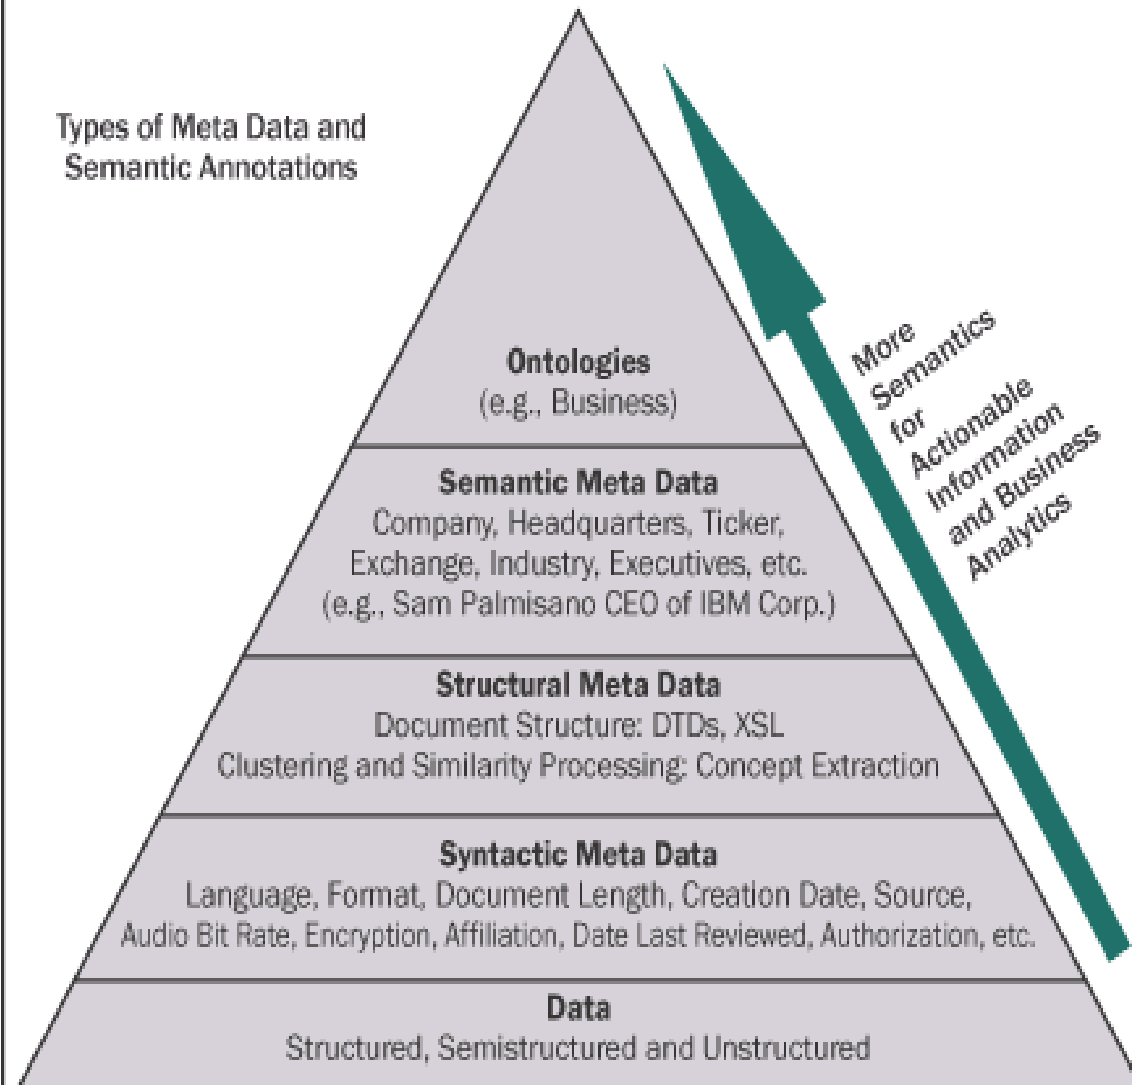 Types of Meta Data and
Semantic Annotations
Ontologies
(e.g., Business)
Semantic Meta Data
Company, Headquarters, Ticker,
Exchange, Industry, Executives, etc.
(e.g., Sam Palmisano CEO of IBM Corp.)
Structural Meta Data
Document Structure: DTDs, XSL
Clustering and Similarity Processing: Concept Extraction
Syntactic Meta Data
Language, Format, Document Length, Creation Date, Source,
Audio Bit Rate, Encryption, Affiliation, Date Last Reviewed, Authorization, etc.
Data
Structured, Semistructured and Unstructured
More
Semantics
for
Actionable
Information
and Business
Analytics